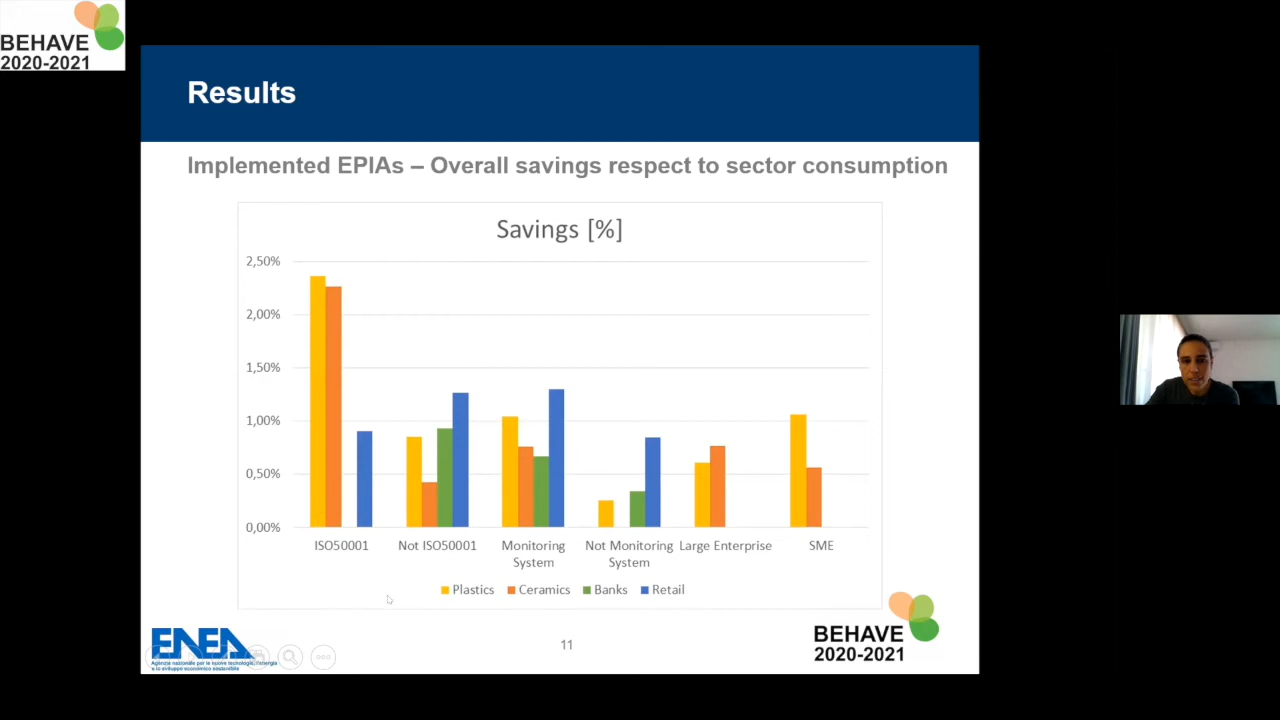 BEHAVE
2020-2021
Results
Implemented EPIAs – Overall savings respect to sector consumption
Savings [%]
2,50%
2,00%
1,50%
1,00%
0,50%
0,00%
ISO50001
Not ISO50001
Monitoring System
Not Monitoring System
Large Enterprise
SME
Plastics
Ceramics
Banks
Retail
ENEA
Agenzia nazionale per le nuove tecnologie, l'energia
e lo sviluppo economico sostenibile
11
BEHAVE
2020-2021